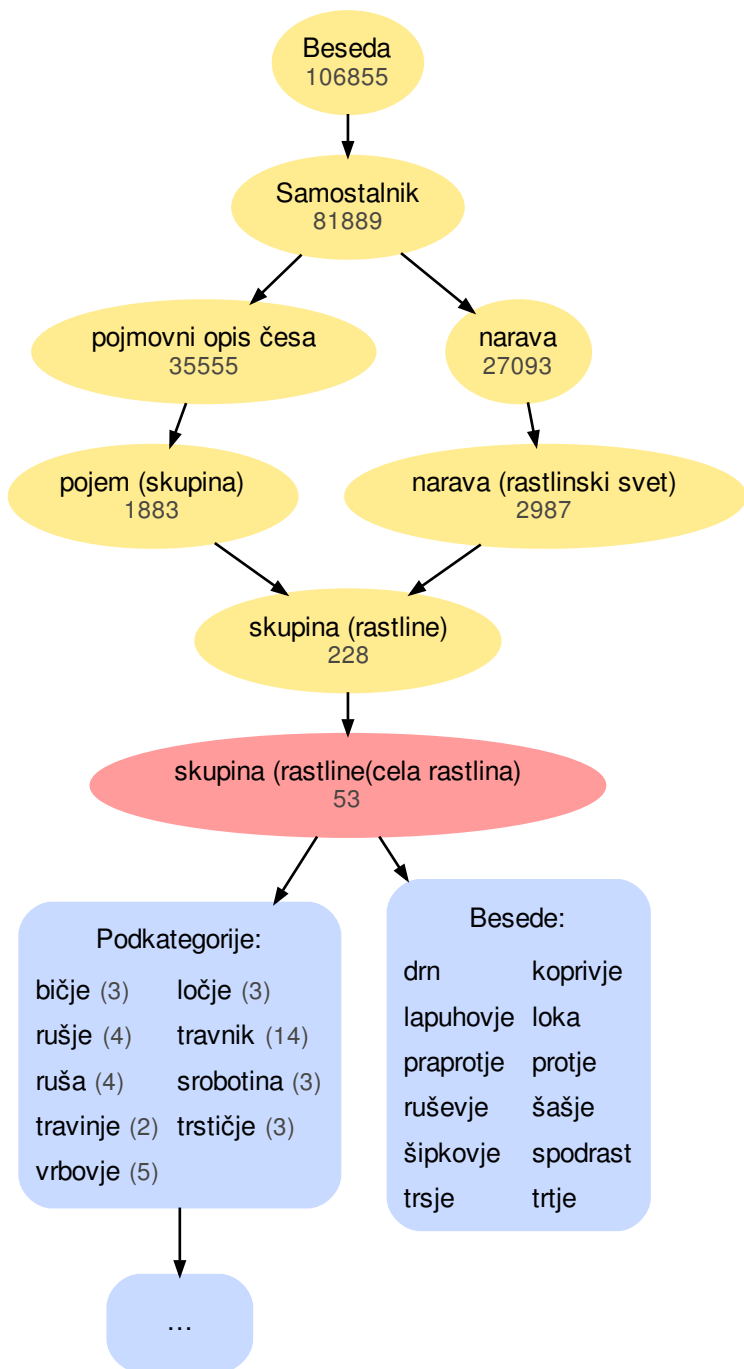 Beseda
106855
Samostalnik
81889
pojmovni opis česa
35555
narava
27093
pojem (skupina)
1883
narava (rastlinski svet)
2987
skupina (rastline)
228
skupina (rastline(cela rastlina)
53
Podkategorije:
bičje (3) ločje (3)
rušje (4) travnik (14)
ruša (4) srobotina (3)
travinje (2) trstičje (3)
vrbovje (5)
Besede:
drn koprivje
lapuhovje loka
praprotje protje
ruševje šašje
šipkovje spodrast
trsje trtje
…